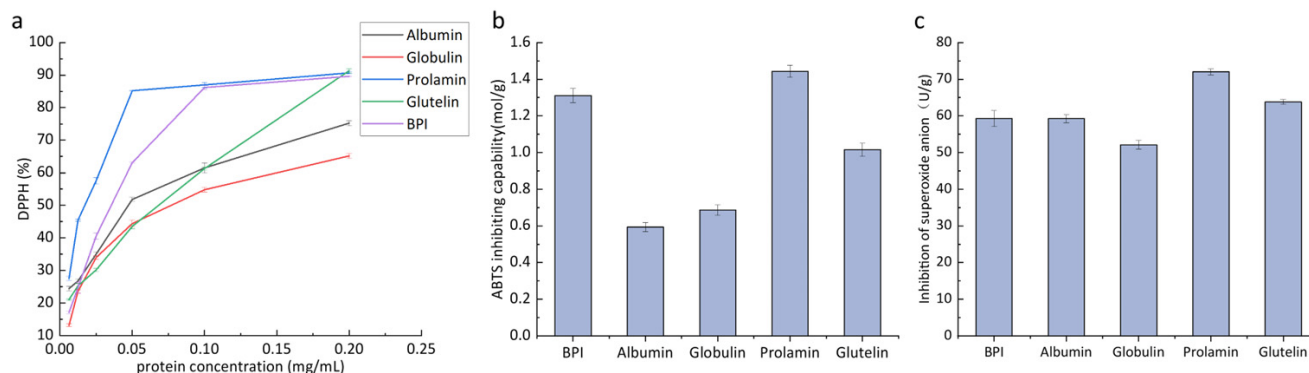 a
100
90
80
70
60
50
40
30
20
10
DPPH (%)
0.00 0.05 0.10 0.15 0.20 0.25
protein concentration (mg/mL)
Albumin
Globulin
Prolamin
Glutelin
BPI
b
1.6
1.4
1.2
1.0
0.8
0.6
0.4
0.2
0.0
ABTS inhibiting capability(mol/g)
BPI Albumin Globulin Prolamin Glutelin
c
80
70
60
50
40
30
20
10
0
Inhibition of superoxide anion（U/g)
BPI Albumin Globulin Prolamin Glutelin